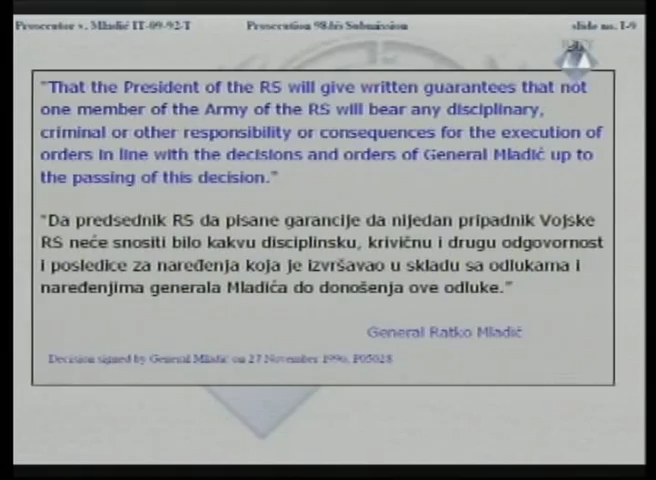 Prosecutor v. Mladić IT-09-92-T Prosecution 98bis Submission slide no. I-9
"That the President of the RS will give written guarantees that not
one member of the Army of the RS will bear any disciplinary,
criminal or other responsibility or consequences for the execution of
orders in line with the decisions and orders of General Mladić up to
the passing of this decision."
"Da predsednik RS da pisane garancije da nijedan pripadnik Vojske
RS neće snositi bilo kakvu disciplinsku, krivičnu i drugu odgovornost
i posledice za naređenja koja je izvršavao u skladu sa odlukama i
naređenjima generala Mladića do donošenja ove odluke."
General Ratko Mladić
Decision signed by General Mladic on 27 November 1996, P05028